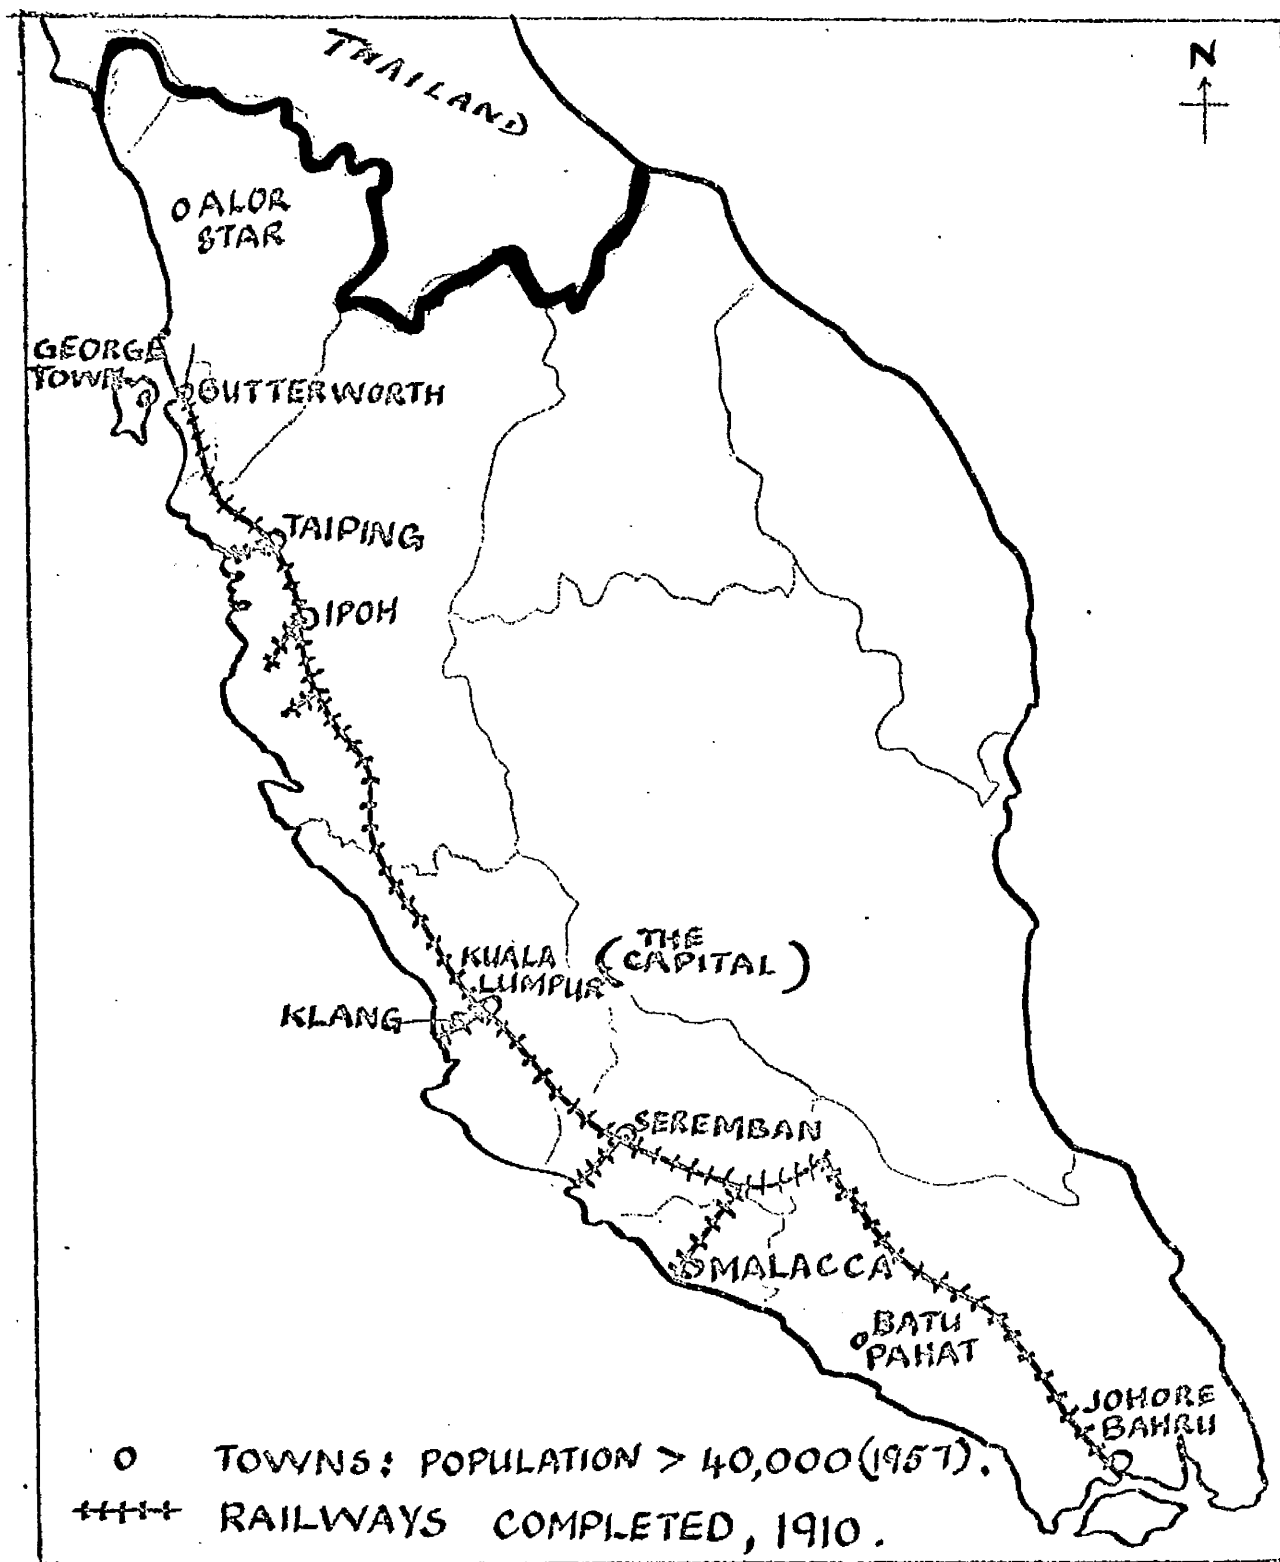 THAILAND
N
ALOR
STAR
GEORGE
TOWN
BUTTERWORTH
TAIPING
IPOH
KUALA
LUMPUR
(THE
CAPITAL)
KLANG
SEREMBAN
MALACCA
BATU
PAHAT
JOHORE
BAHRU
TOWNS: POPULATION > 40,000 (1957).
RAILWAYS COMPLETED, 1910.